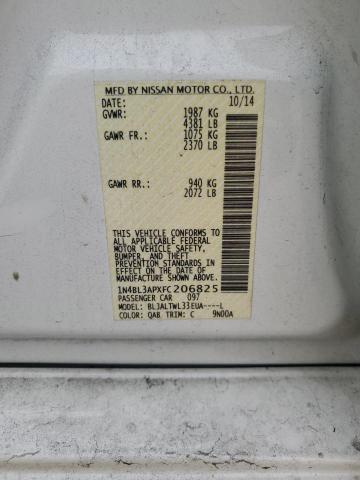 MFD BY NISSAN MOTOR CO., LTD.
DATE: 10/14
GVWR: 1987 KG
4381 LB
GAWR FR.: 1075 KG
2370 LB
GAWR RR.: 940 KG
2072 LB
THIS VEHICLE CONFORMS TO
ALL APPLICABLE FEDERAL
MOTOR VEHICLE SAFETY,
BUMPER, AND THEFT
PREVENTION STANDARDS IN
EFFECT ON THE DATE OF
MANUFACTURE SHOWN ABOVE.
1N4BL3APXFC206825
PASSENGER CAR 097
MODEL: BLJALTWL33EUA----L
COLOR: QAB TRIM: C 9N00A